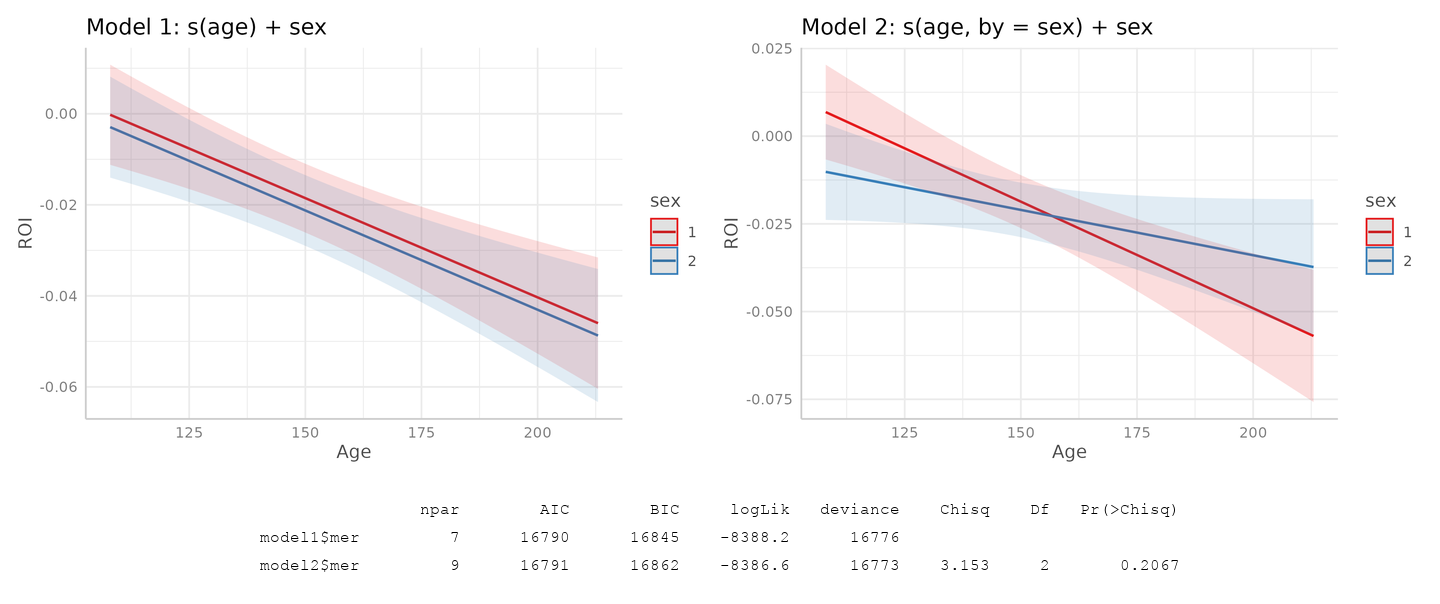 Model 1: s(age) + sex
0.00
-0.02
-0.04
-0.06
ROI
125 150 175 200
Age
sex
1
2
Model 2: s(age, by = sex) + sex
0.025
0.000
-0.025
-0.050
-0.075
ROI
125 150 175 200
Age
sex
1
2
npar AIC BIC logLik deviance Chisq Df Pr(>Chisq)
model1$mer 7 16790 16845 -8388.2 16776
model2$mer 9 16791 16862 -8386.6 16773 3.153 2 0.2067